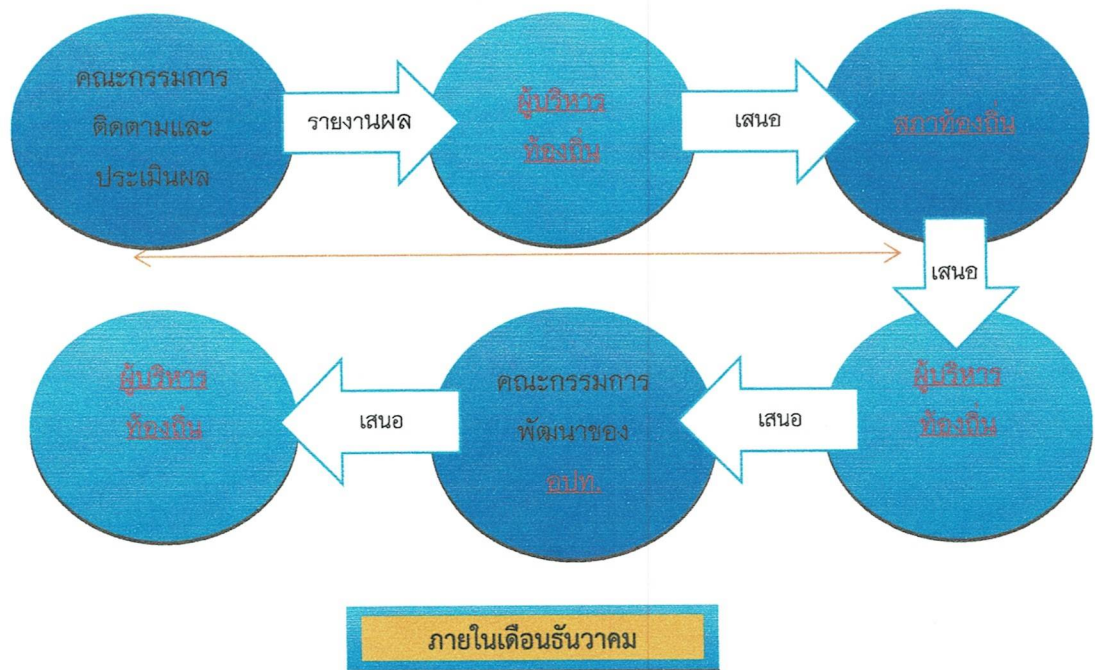 คณะกรรมการ
ติดตามและ
ประเมินผล
รายงานผล
ผู้บริหาร
ท้องถิ่น
เสนอ
สภาท้องถิ่น
เสนอ
ผู้บริหาร
ท้องถิ่น
เสนอ
คณะกรรมการ
พัฒนาของ
อปท.
เสนอ
ผู้บริหาร
ท้องถิ่น
ภายในเดือนธันวาคม